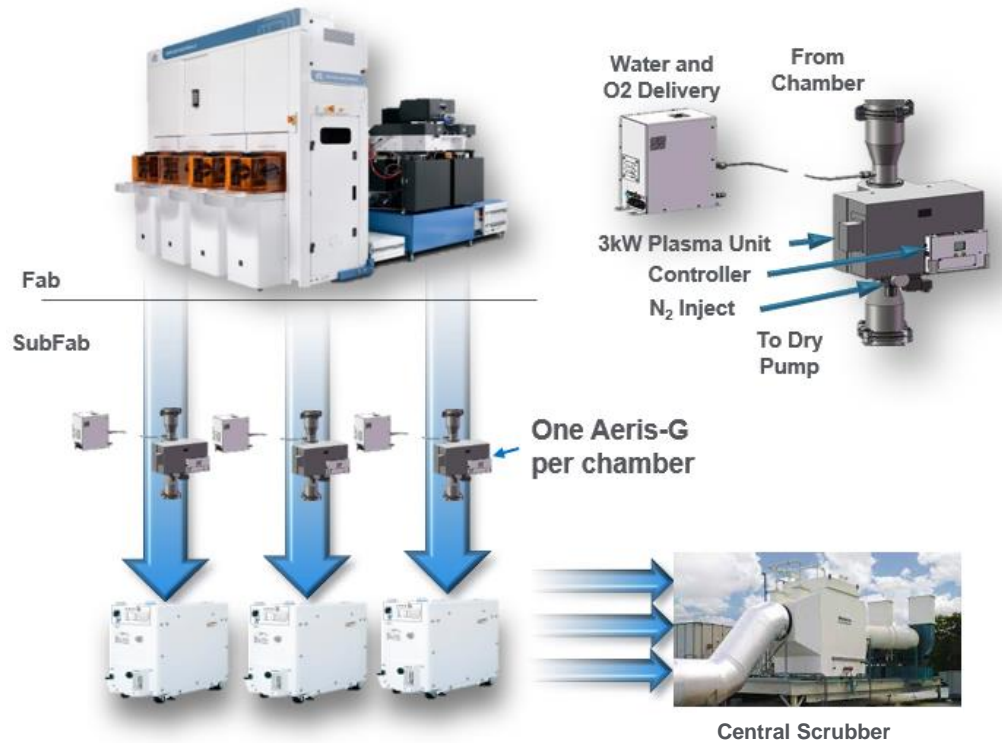 Water and
O2 Delivery
From
Chamber
3kW Plasma Unit
Controller
N₂ Inject
To Dry
Pump
Fab
SubFab
One Aeris-G
per chamber
Central Scrubber